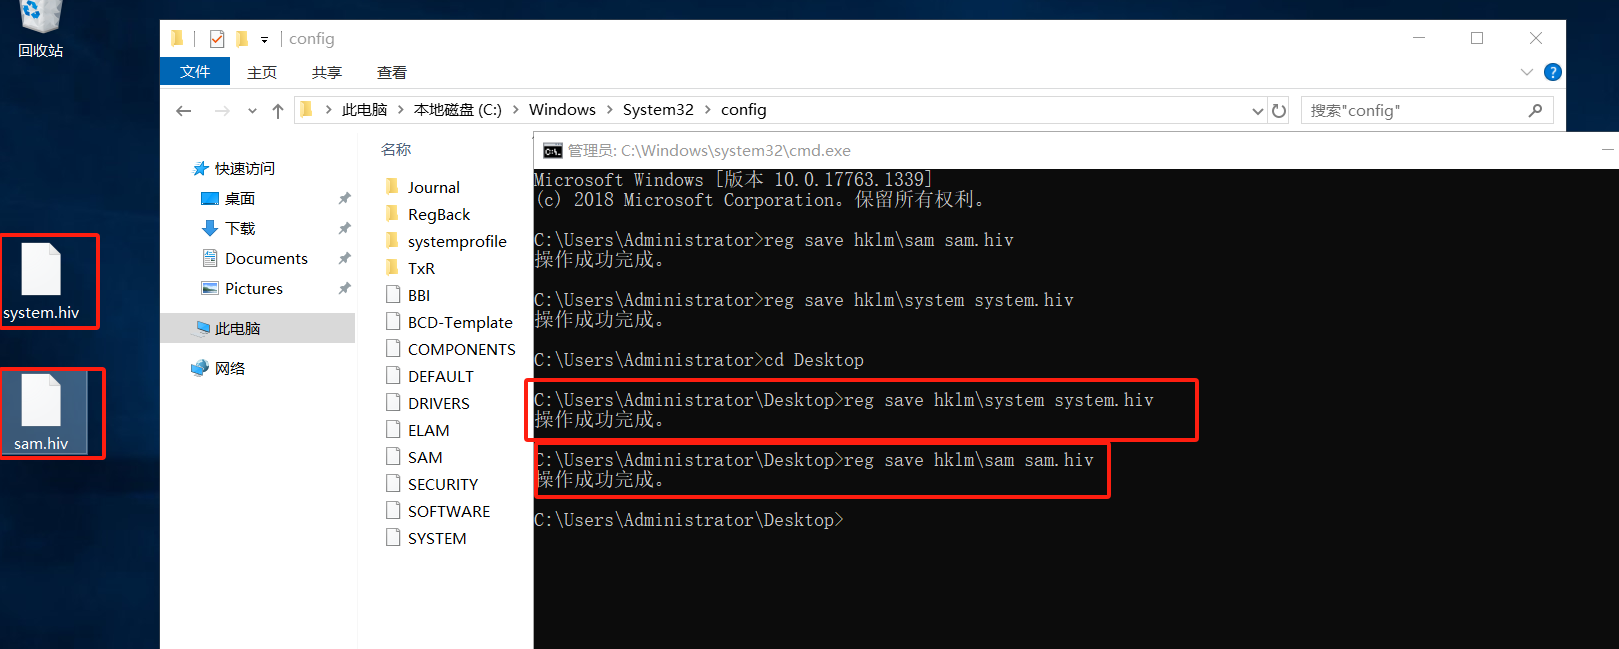 回收站
system.hiv
sam.hiv
config
文件 主页 共享 查看
此电脑 本地磁盘 (C:) Windows System32 config
搜索"config"
快速访问
桌面
下载
Documents
Pictures
此电脑
网络
名称
Journal
RegBack
systemprofile
TxR
BBI
BCD-Template
COMPONENTS
DEFAULT
DRIVERS
ELAM
SAM
SECURITY
SOFTWARE
SYSTEM
管理员: C:\Windows\system32\cmd.exe
Microsoft Windows [版本 10.0.17763.1339]
(c) 2018 Microsoft Corporation。保留所有权利。
C:\Users\Administrator>reg save hklm\sam sam.hiv
操作成功完成。
C:\Users\Administrator>reg save hklm\system system.hiv
操作成功完成。
C:\Users\Administrator>cd Desktop
C:\Users\Administrator\Desktop>reg save hklm\system system.hiv
操作成功完成。
C:\Users\Administrator\Desktop>reg save hklm\sam sam.hiv
操作成功完成。
C:\Users\Administrator\Desktop>